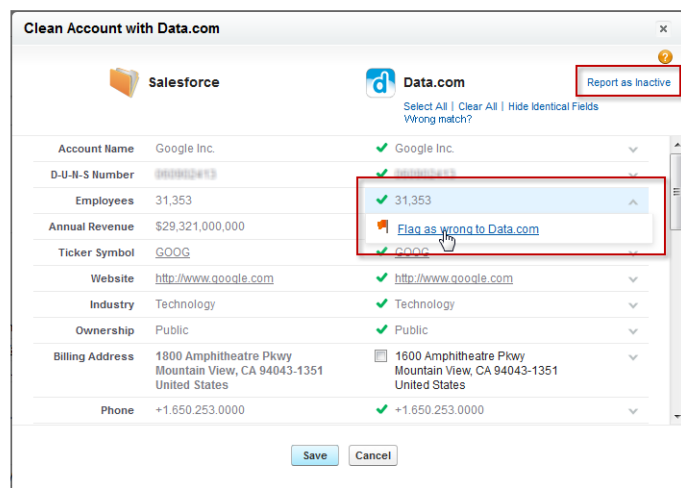 Clean Account with Data.com
Salesforce
Data.com
Report as Inactive
Select All | Clear All | Hide Identical Fields
Wrong match?
Account Name Google Inc. Google Inc.
D-U-N-S Number
Employees 31,353 31,353
Annual Revenue $29,321,000,000 Flag as wrong to Data.com
Ticker Symbol GOOG GOOG
Website http://www.google.com http://www.google.com
Industry Technology Technology
Ownership Public Public
Billing Address 1800 Amphitheatre Pkwy 1600 Amphitheatre Pkwy
Mountain View, CA 94043-1351 Mountain View, CA 94043-1351
United States United States
Phone +1.650.253.0000 +1.650.253.0000
Save Cancel